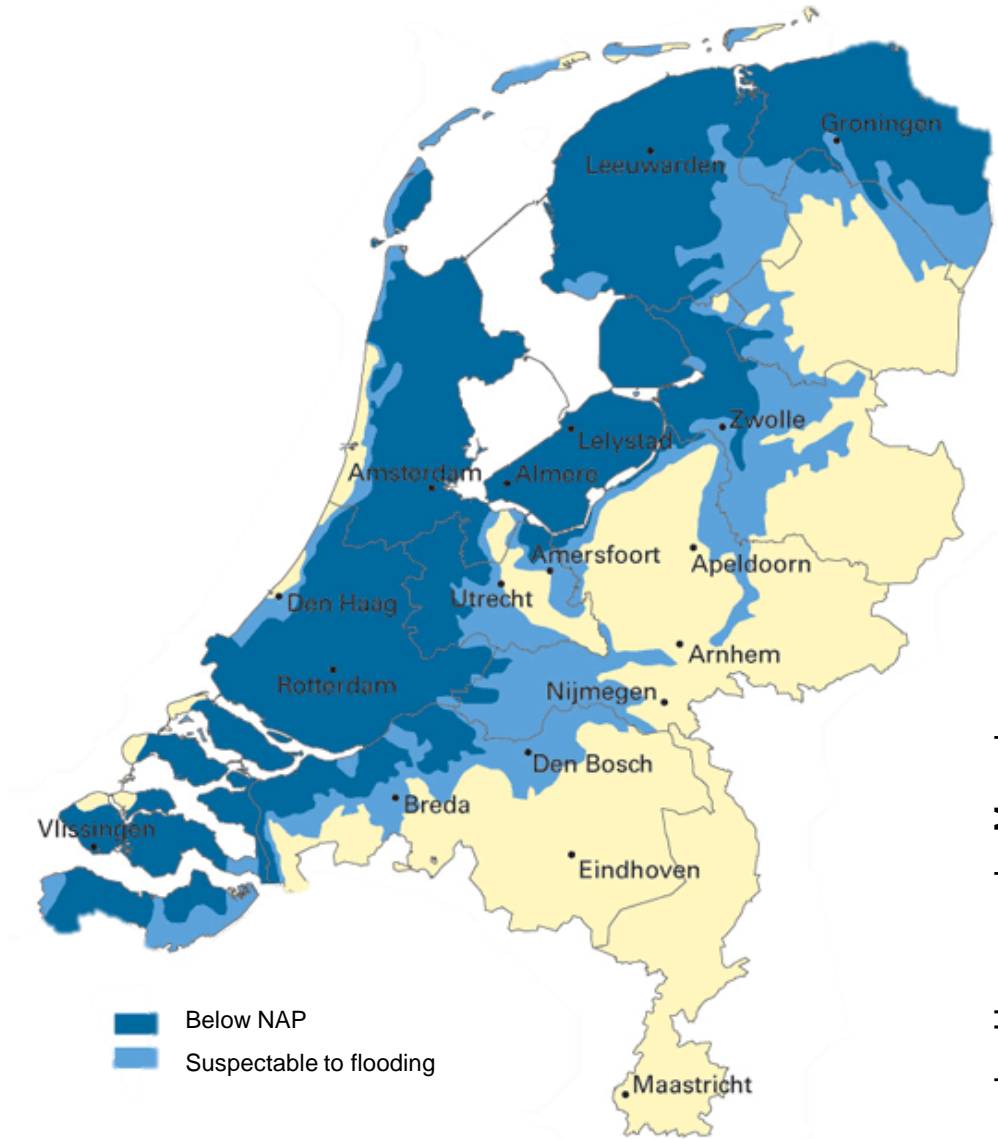 Groningen
Leeuwarden
Zwolle
Lelystad
Amsterdam
Almere
Amersfoort
Apeldoorn
Utrecht
Den Haag
Arnhem
Rotterdam
Nijmegen
Den Bosch
Breda
Vlissingen
Eindhoven
Below NAP
Suspectable to flooding
Maastricht